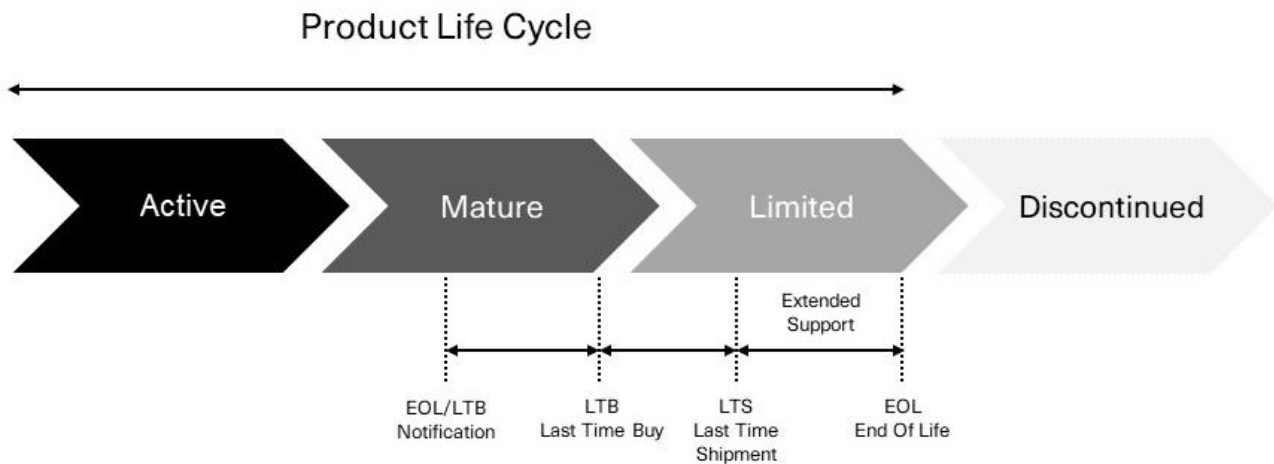 Product Life Cycle
Active
Mature
Limited
Discontinued
Extended
Support
EOL/LTB
Notification
LTB
Last Time Buy
LTS
Last Time
Shipment
EOL
End Of Life